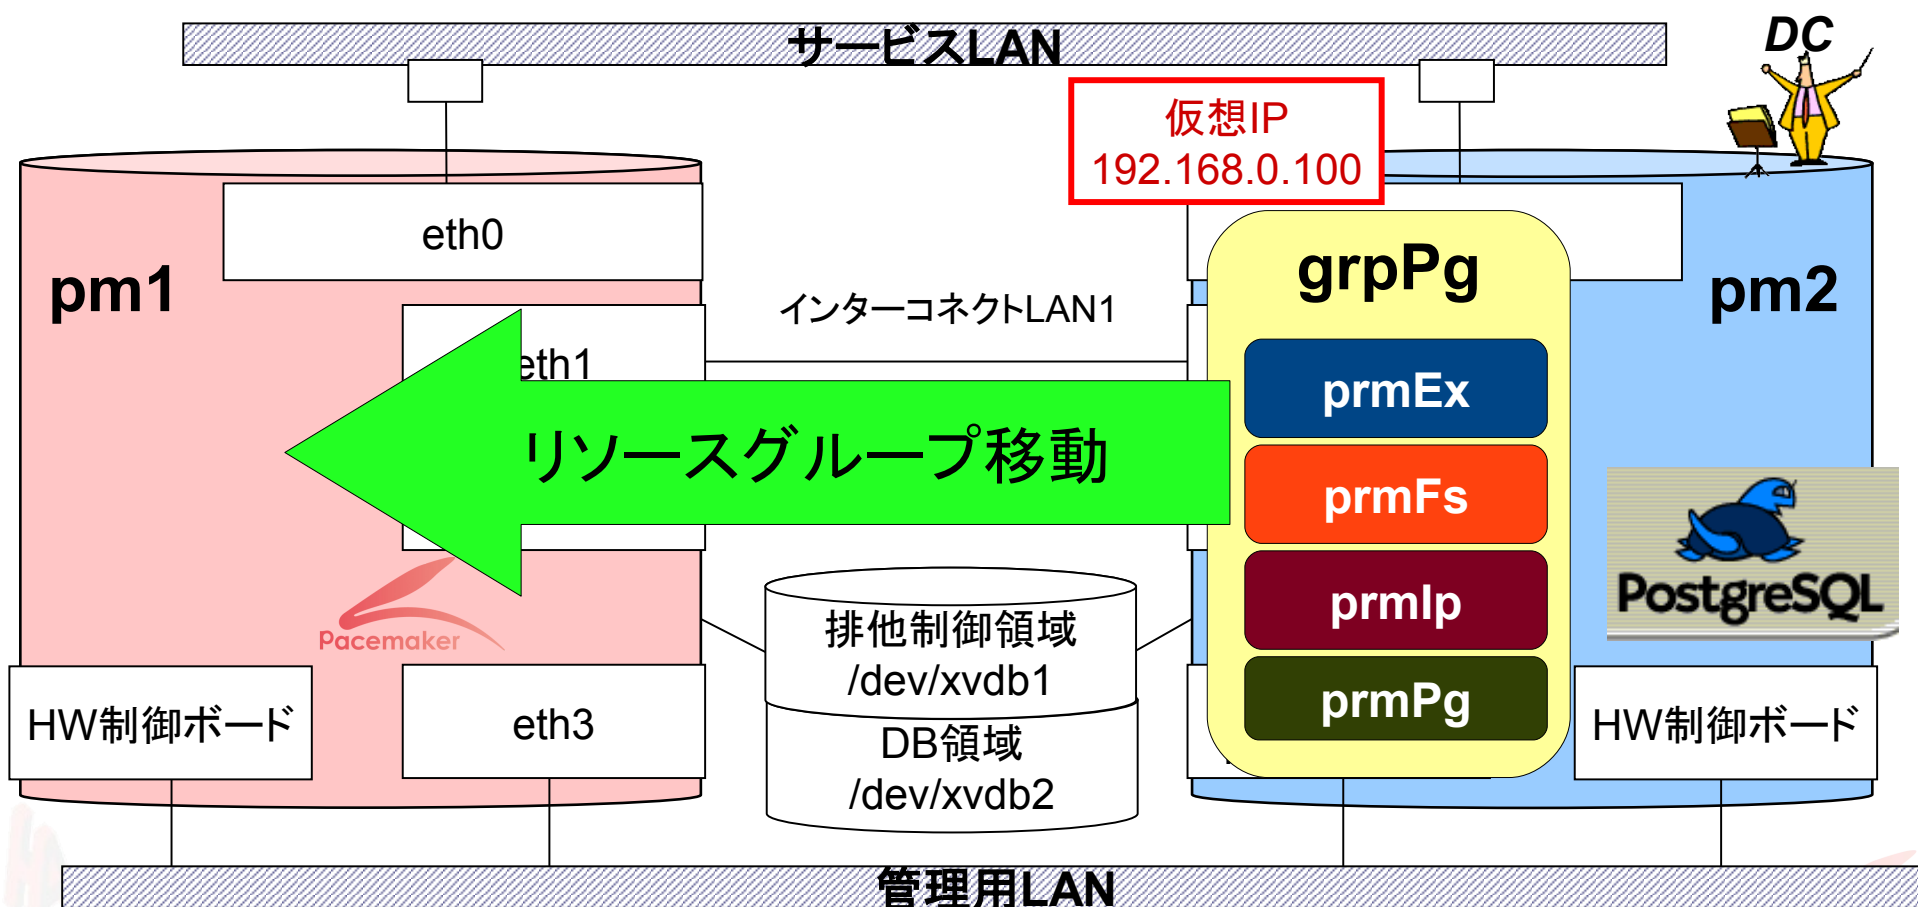 サービスLAN
DC
仮想IP
192.168.0.100
eth0
pm1
grpPg
pm2
インターコネクトLAN1
eth1
prmEx
リソースグループ移動
prmFs
PostgreSQL
prmIp
排他制御領域
/dev/xvdb1
Pacemaker
HW制御ボード
eth3
prmPg
HW制御ボード
DB領域
/dev/xvdb2
管理用LAN